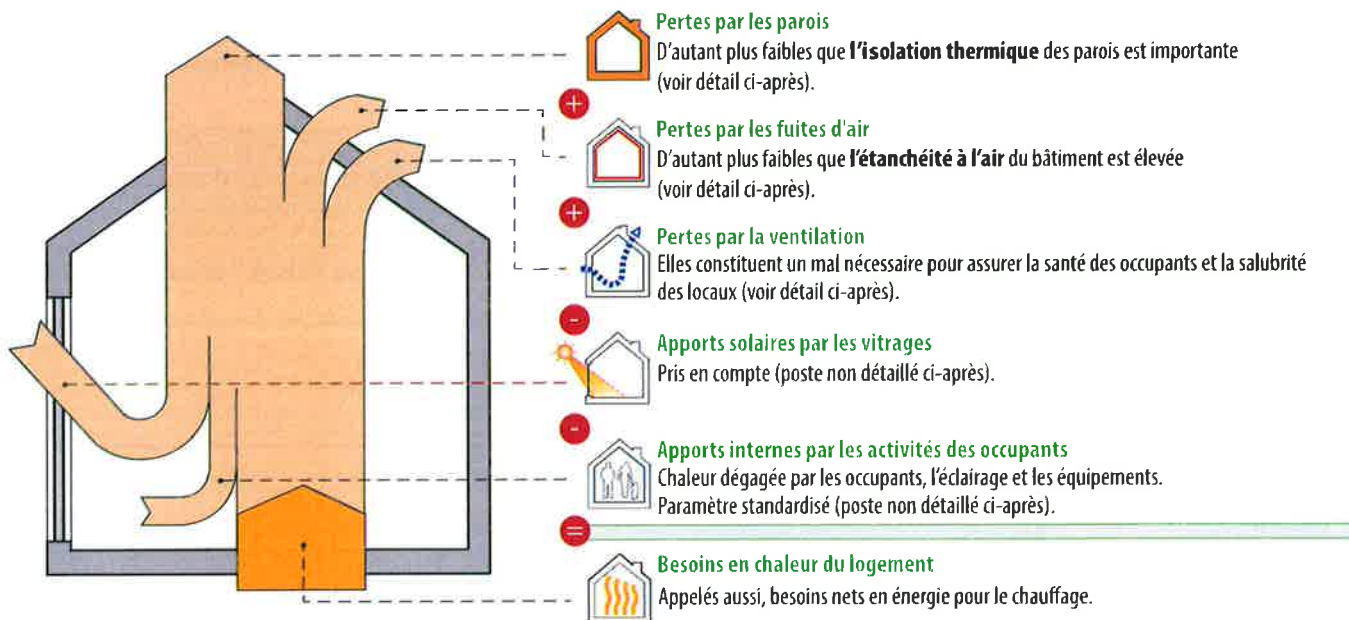 Pertes par les parois
D'autant plus faibles que l'isolation thermique des parois est importante
(voir détail ci-après).
+
Pertes par les fuites d'air
D'autant plus faibles que l'étanchéité à l'air du bâtiment est élevée
(voir détail ci-après).
+
Pertes par la ventilation
Elles constituent un mal nécessaire pour assurer la santé des occupants et la salubrité
des locaux (voir détail ci-après).
-
Apports solaires par les vitrages
Pris en compte (poste non détaillé ci-après).
-
Apports internes par les activités des occupants
Chaleur dégagée par les occupants, l'éclairage et les équipements.
Paramètre standardisé (poste non détaillé ci-après).
=
Besoins en chaleur du logement
Appelés aussi, besoins nets en énergie pour le chauffage.